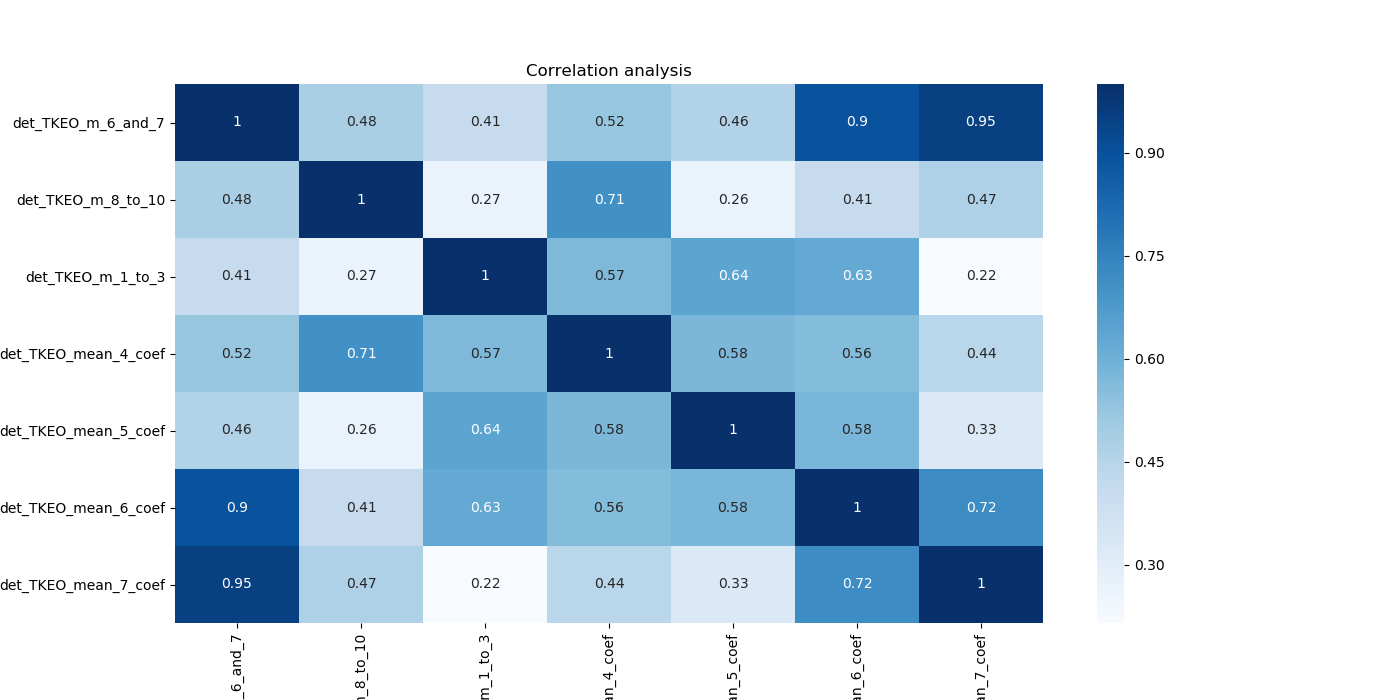 Correlation analysis
det_TKEO_m_6_and_7 1 0.48 0.41 0.52 0.46 0.9 0.95
det_TKEO_m_8_to_10 0.48 1 0.27 0.71 0.26 0.41 0.47
det_TKEO_m_1_to_3 0.41 0.27 1 0.57 0.64 0.63 0.22
det_TKEO_mean_4_coef 0.52 0.71 0.57 1 0.58 0.56 0.44
det_TKEO_mean_5_coef 0.46 0.26 0.64 0.58 1 0.58 0.33
det_TKEO_mean_6_coef 0.9 0.41 0.63 0.56 0.58 1 0.72
det_TKEO_mean_7_coef 0.95 0.47 0.22 0.44 0.33 0.72 1
_6_and_7
_8_to_10
m_1_to_3
an_4_coef
an_5_coef
an_6_coef
an_7_coef
0.90
0.75
0.60
0.45
0.30